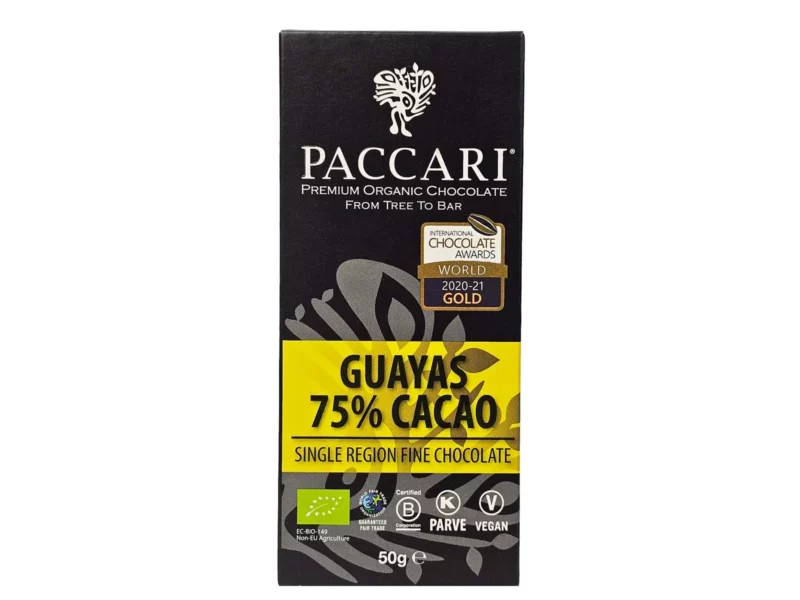 PACCARI®
PREMIUM ORGANIC CHOCOLATE
FROM TREE TO BAR
INTERNATIONAL
CHOCOLATE
AWARDS
WORLD
2020-21
GOLD
GUAYAS
75% CACAO
SINGLE REGION FINE CHOCOLATE
EC-BIO-149
Non-EU Agriculture
GUARANTEED
FAIR TRADE
Certified
B
Corporation
K
PARVE
V
VEGAN
50g ℮